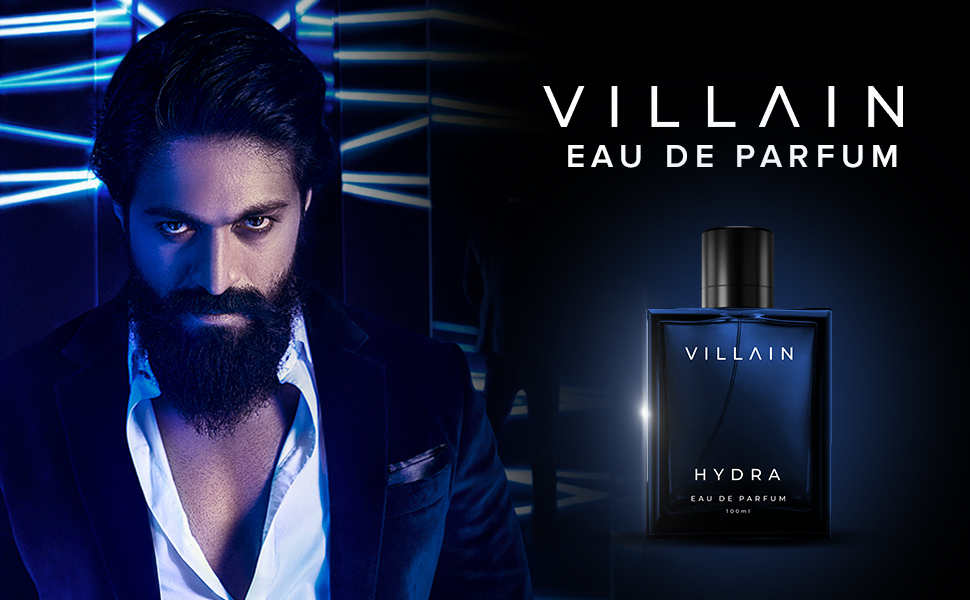 VILLAIN
EAU DE PARFUM
VILLAIN
HYDRA
EAU DE PARFUM
100ml